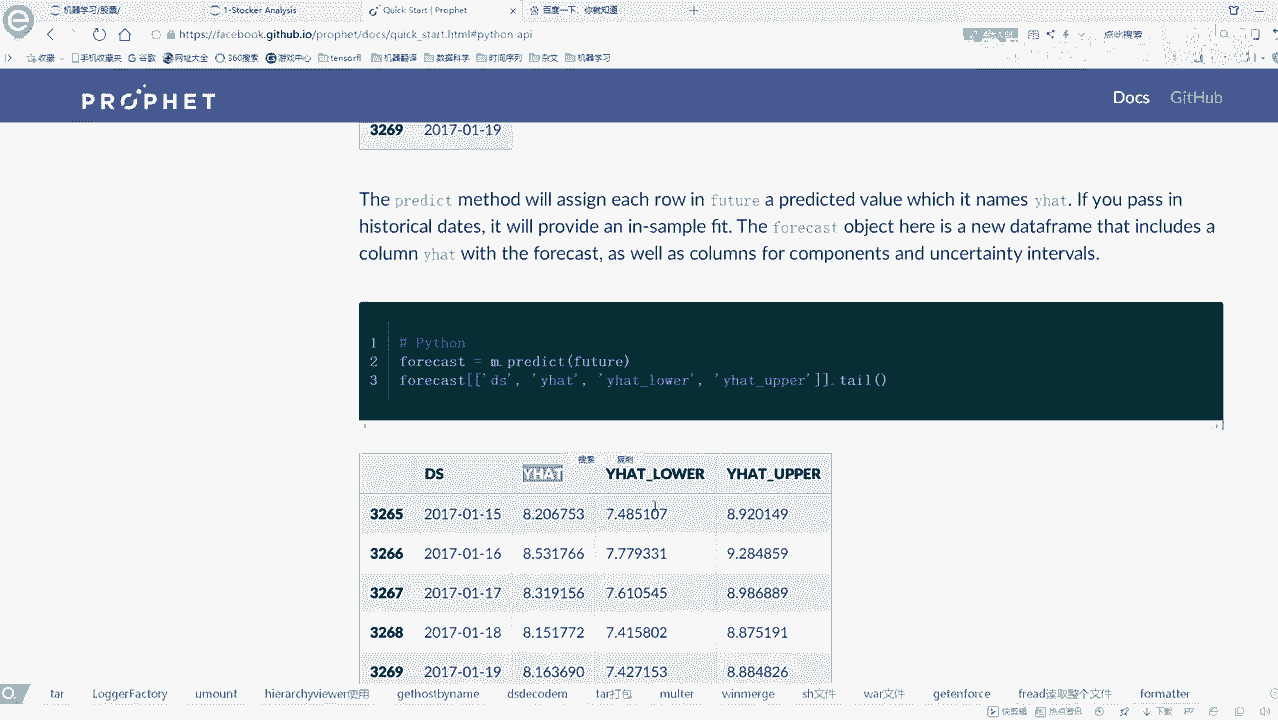 机器学习/股票/
1-Stocker Analysis
Quick Start | Prophet
百度一下，你就知道
https://facebook.github.io/prophet/docs/quick_start.html#python-api
点此搜索
收藏 手机收藏夹 谷歌 网址大全 360搜索 游戏中心 tensorfl 机器翻译 数据科学 时间序列 杂文 机器学习
PROPHET
Docs GitHub
3269 2017-01-19
The predict method will assign each row in future a predicted value which it names yhat. If you pass in
historical dates, it will provide an in-sample fit. The forecast object here is a new dataframe that includes a
column yhat with the forecast, as well as columns for components and uncertainty intervals.
1 # Python
2 forecast = m.predict(future)
3 forecast[['ds', 'yhat', 'yhat_lower', 'yhat_upper']].tail()
搜索 复制
DS YHAT YHAT_LOWER YHAT_UPPER
3265 2017-01-15 8.206753 7.485107 8.920149
3266 2017-01-16 8.531766 7.779331 9.284859
3267 2017-01-17 8.319156 7.610545 8.986889
3268 2017-01-18 8.151772 7.415802 8.875191
3269 2017-01-19 8.163690 7.427153 8.884826
tar LoggerFactory umount hierarchyviewer使用 gethostbyname dsdecodem tar打包 multer winmerge sh文件 war文件 getenforce fread读取整个文件 formatter
快剪辑 热点资讯 下载